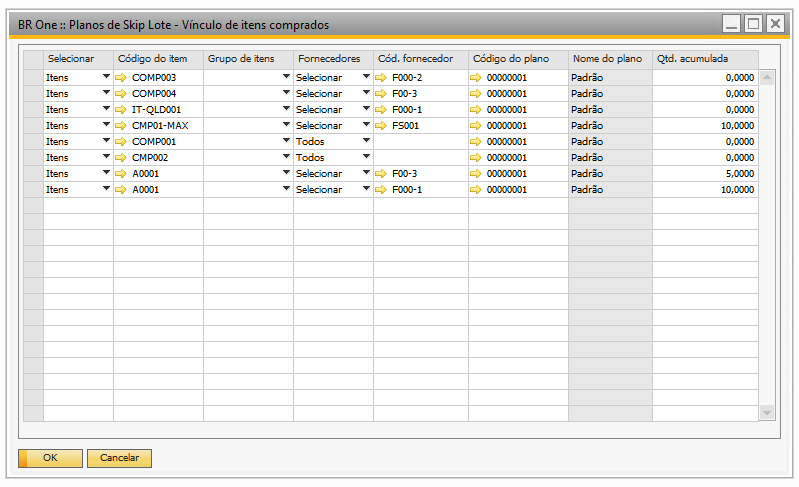 BR One :: Planos de Skip Lote - Vínculo de itens comprados
Selecionar Código do item Grupo de itens Fornecedores Cód. fornecedor Código do plano Nome do plano Qtd. acumulada
Itens COMP003 Selecionar F000-2 00000001 Padrão 0,0000
Itens COMP004 Selecionar F00-3 00000001 Padrão 0,0000
Itens IT-QLD001 Selecionar F000-1 00000001 Padrão 0,0000
Itens CMP01-MAX Selecionar FS001 00000001 Padrão 10,0000
Itens COMP001 Todos 00000001 Padrão 0,0000
Itens CMP002 Todos 00000001 Padrão 0,0000
Itens A0001 Selecionar F00-3 00000001 Padrão 5,0000
Itens A0001 Selecionar F000-1 00000001 Padrão 10,0000
OK Cancelar